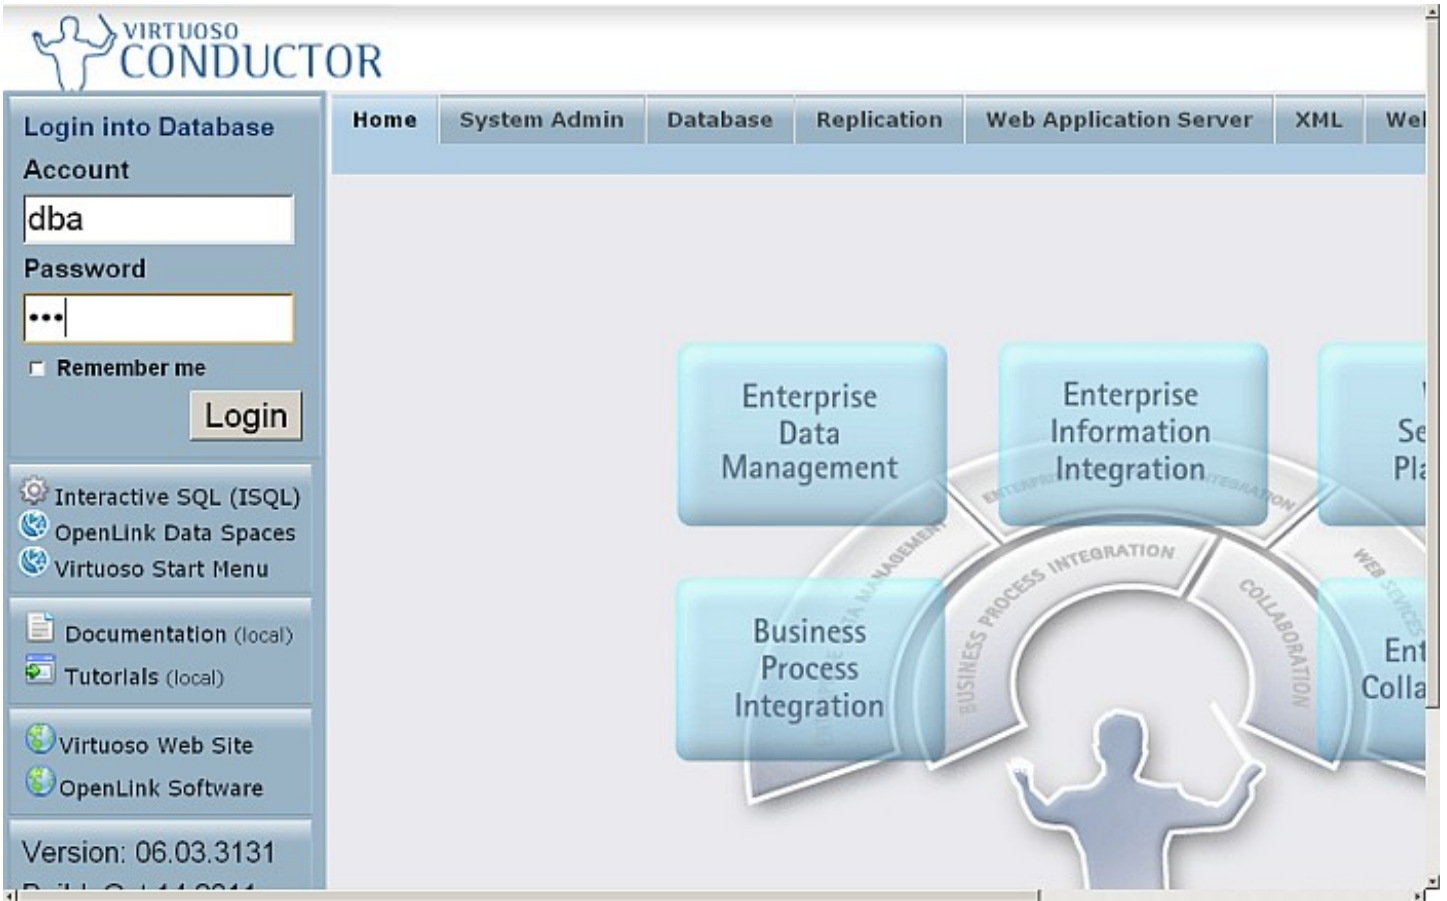 VIRTUOSO
CONDUCTOR
Login into Database
Account
dba
Password
•••
Remember me
Login
Interactive SQL (ISQL)
OpenLink Data Spaces
Virtuoso Start Menu
Documentation (local)
Tutorials (local)
Virtuoso Web Site
OpenLink Software
Version: 06.03.3131
Home System Admin Database Replication Web Application Server XML
Enterprise
Data
Management
Enterprise
Information
Integration
Business
Process
Integration
BUSINESS PROCESS INTEGRATION
COLLABORATION
WEB SEVICES